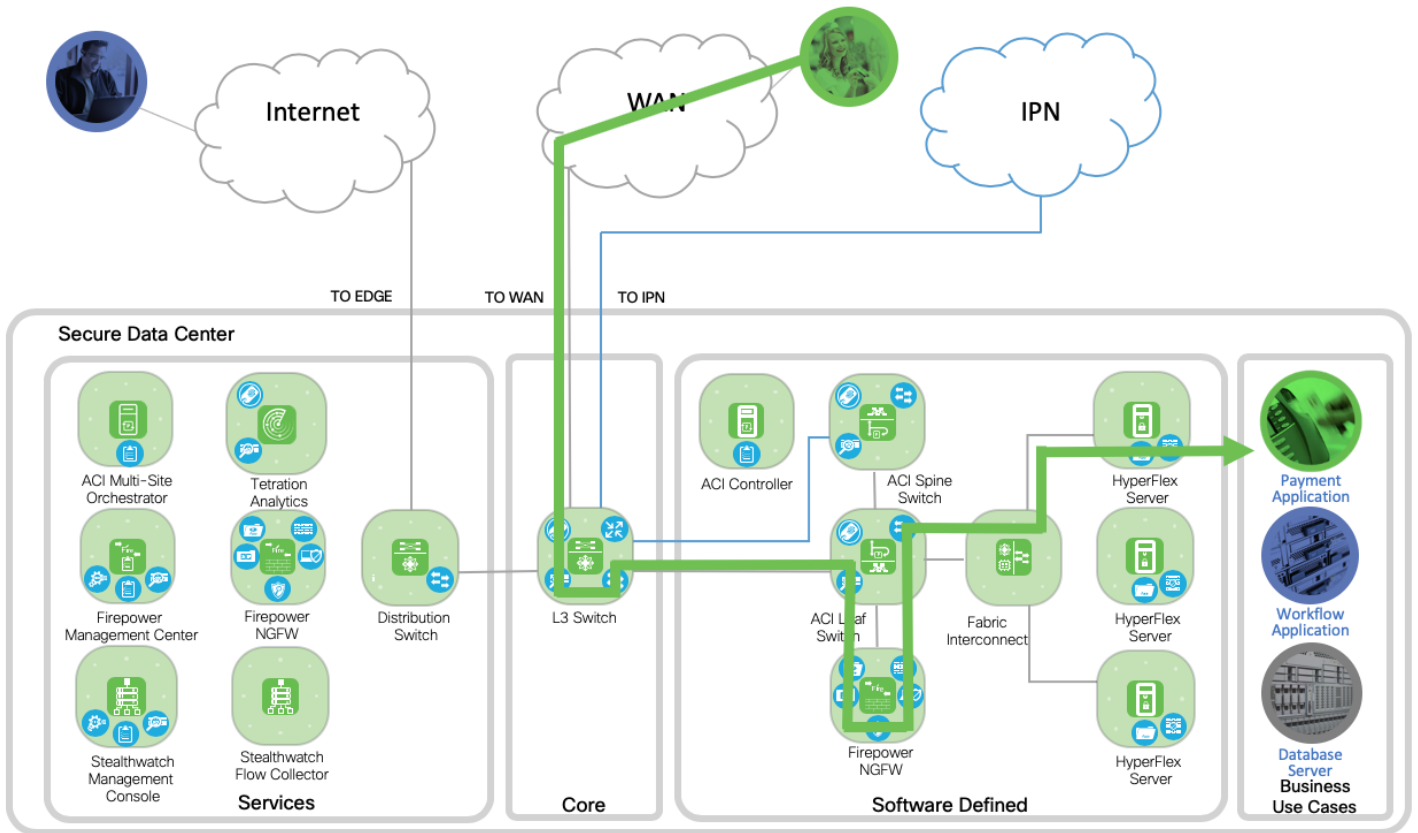 Internet
WAN
IPN
TO EDGE
TO WAN
TO IPN
Secure Data Center
ACI Multi-Site
Orchestrator
Tetration
Analytics
Firepower
Management Center
Firepower
NGFW
Distribution
Switch
Stealthwatch
Management
Console
Stealthwatch
Flow Collector
Services
L3 Switch
Core
ACI Controller
ACI Spine
Switch
ACI Leaf
Switch
Fabric
Interconnect
Firepower
NGFW
HyperFlex
Server
HyperFlex
Server
HyperFlex
Server
Software Defined
Payment
Application
Workflow
Application
Database
Server
Business
Use Cases